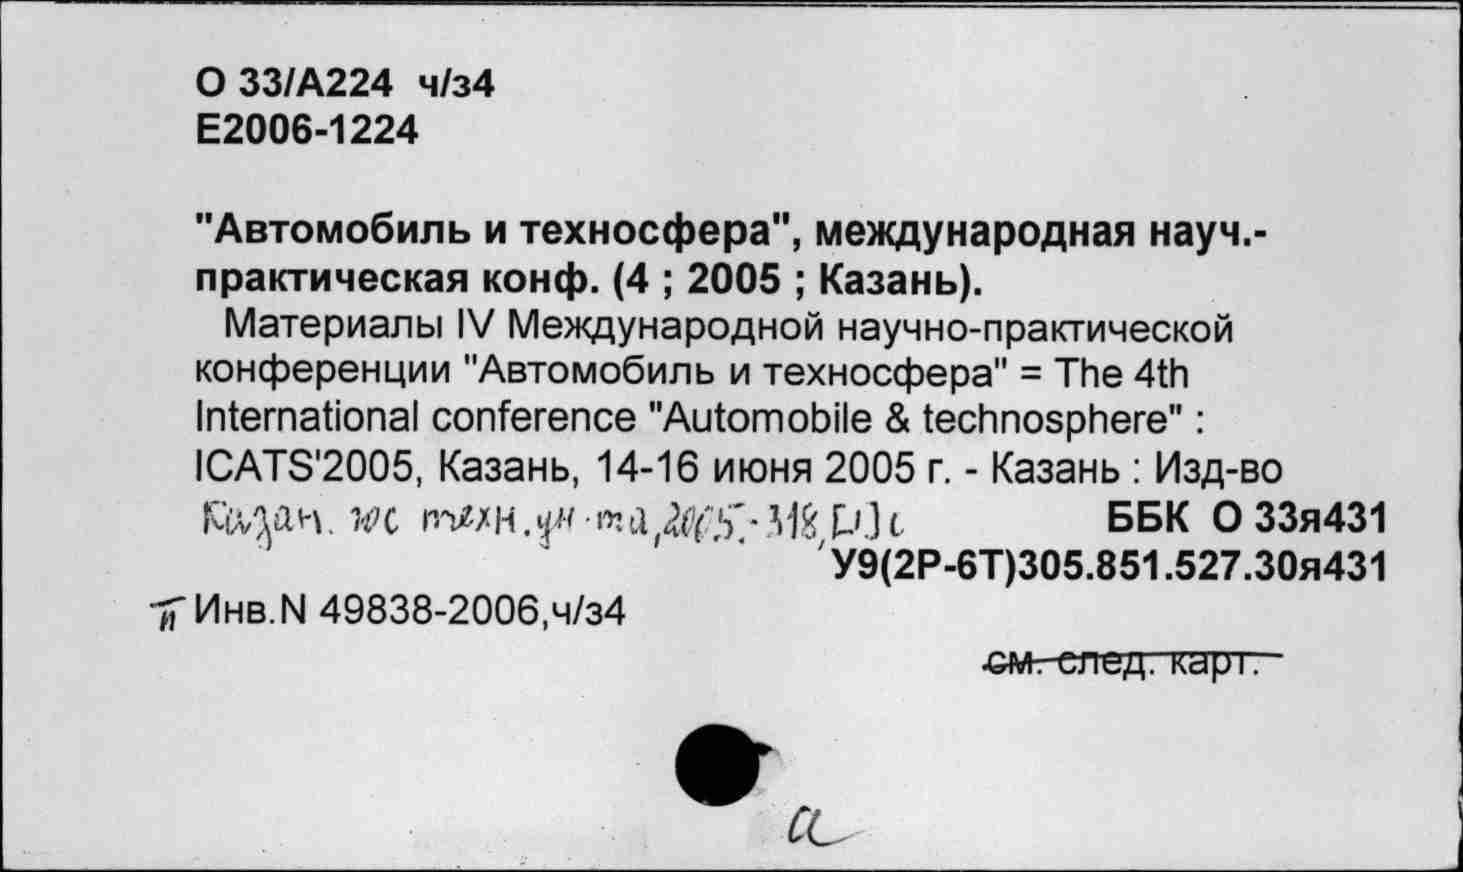 О 33/А224 ч/з4
Е2006-1224
"Автомобиль и техносфера", международная науч.-
практическая конф. (4 ; 2005 ; Казань).
Материалы IV Международной научно-практической
конференции "Автомобиль и техносфера" = The 4th
International conference "Automobile & technosphere" :
ICATS'2005, Казань, 14-16 июня 2005 г. - Казань : Изд-во
Казан. гос техн. ун-та, 2005.- 318, [1] с ББК О 33я431
У9(2Р-6Т)305.851.527.30я431
Инв.N 49838-2006,ч/з4
см. след. карт.
a